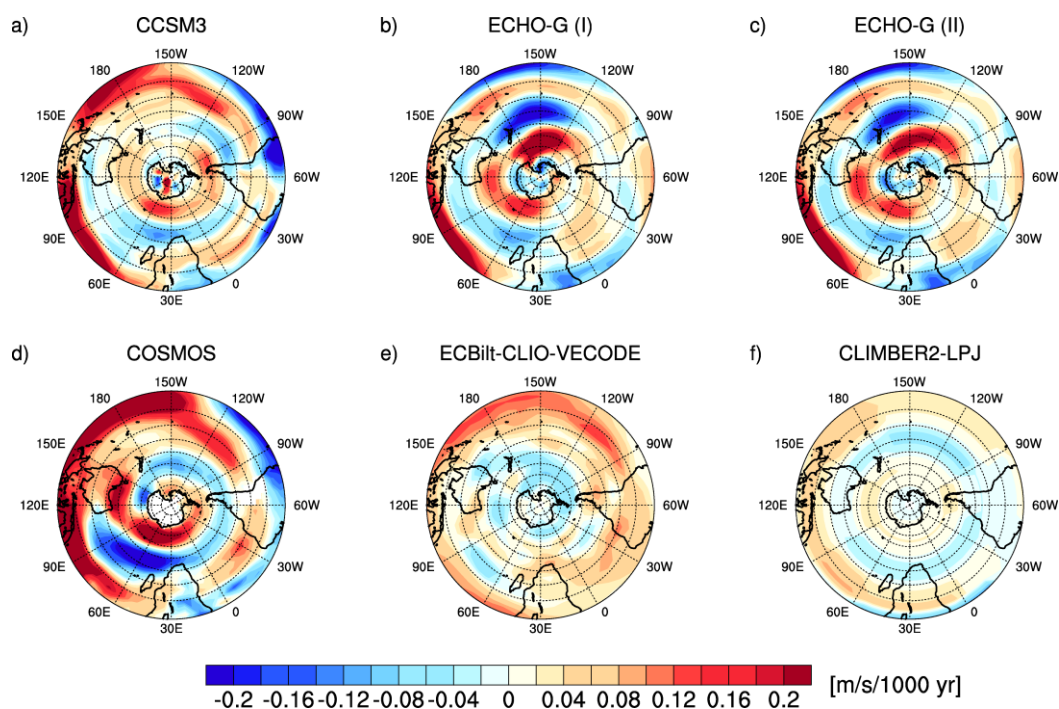 a) CCSM3
b) ECHO-G (I)
c) ECHO-G (II)
150W
180 120W
150E 90W
120E 60W
90E 30W
60E 0
30E
150W
180 120W
150E 90W
120E 60W
90E 30W
60E 0
30E
150W
180 120W
150E 90W
120E 60W
90E 30W
60E 0
30E
d) COSMOS
e) ECBilt-CLIO-VECODE
f) CLIMBER2-LPJ
150W
180 120W
150E 90W
120E 60W
90E 30W
60E 0
30E
150W
180 120W
150E 90W
120E 60W
90E 30W
60E 0
30E
150W
180 120W
150E 90W
120E 60W
90E 30W
60E 0
30E
-0.2 -0.16 -0.12 -0.08 -0.04 0 0.04 0.08 0.12 0.16 0.2 [m/s/1000 yr]